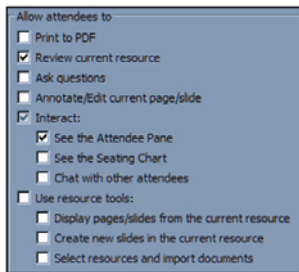 Allow attendees to
Print to PDF
Review current resource
Ask questions
Annotate/Edit current page/slide
Interact:
See the Attendee Pane
See the Seating Chart
Chat with other attendees
Use resource tools:
Display pages/slides from the current resource
Create new slides in the current resource
Select resources and import documents